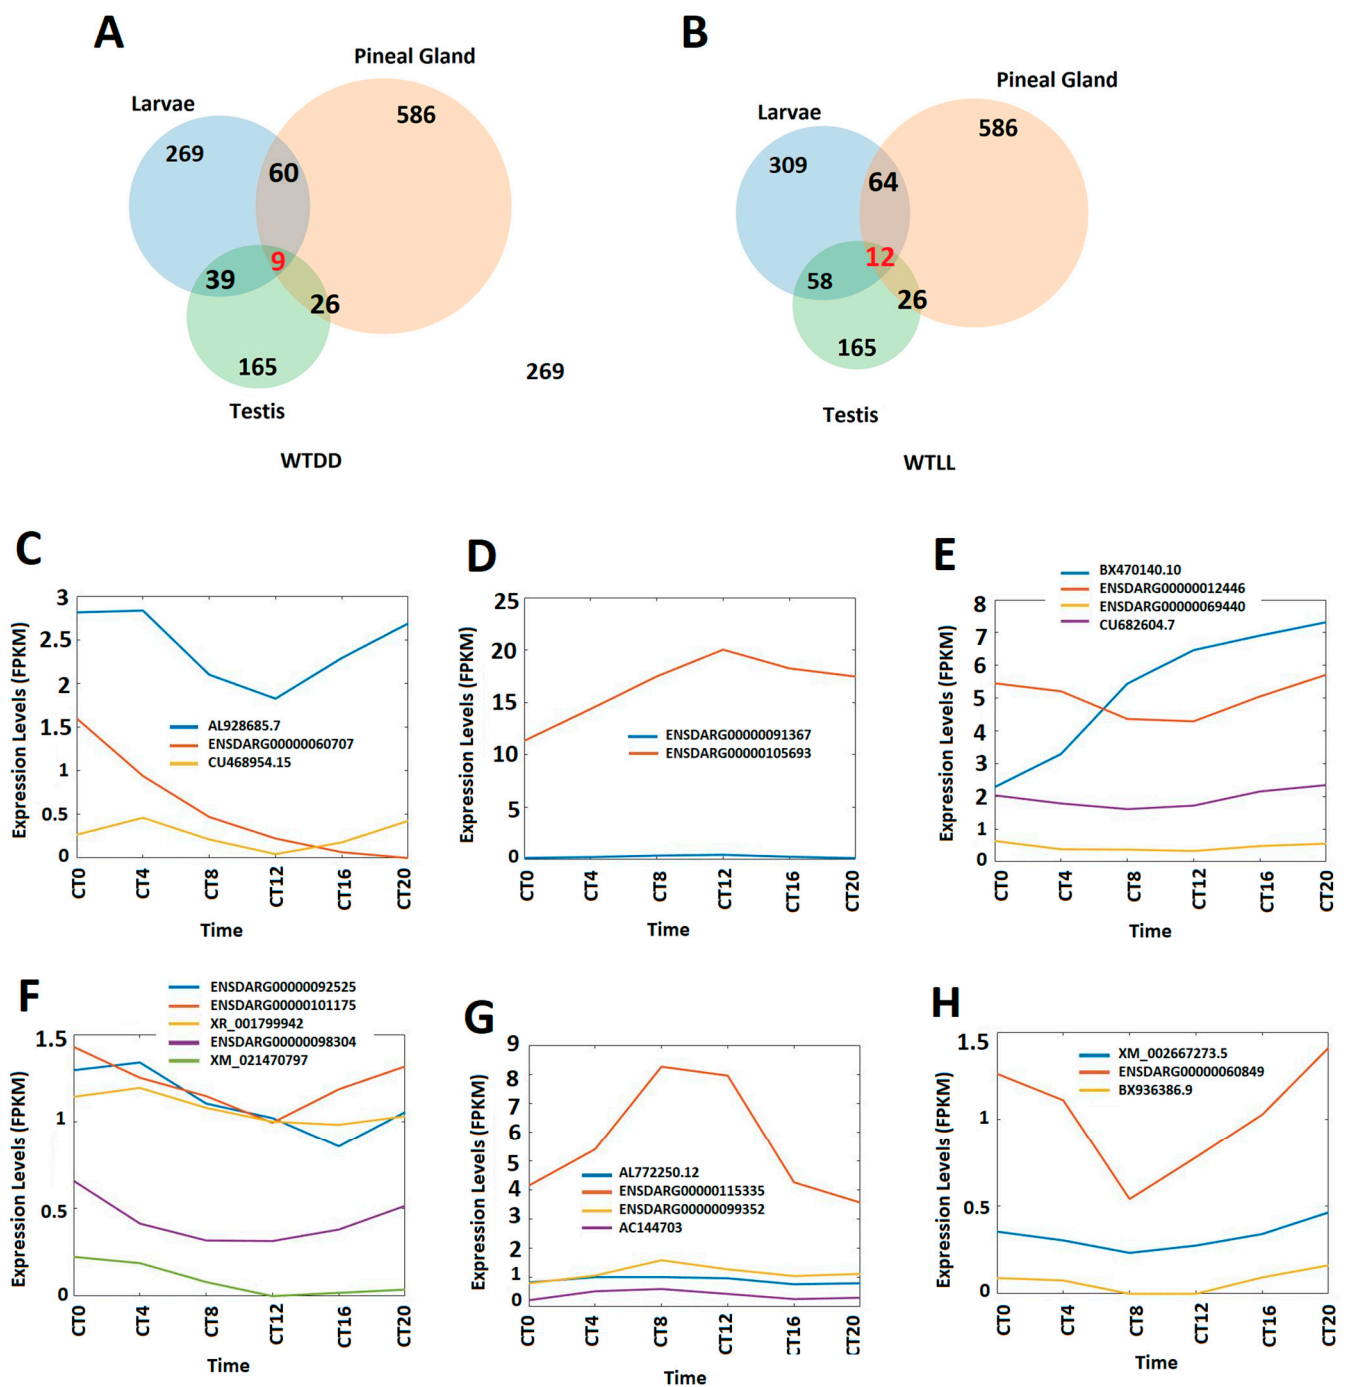 A
Pineal Gland
Larvae
586
269
60
9
39
26
165
269
Testis
WTDD
B
Pineal Gland
Larvae
586
309
64
12
58
26
165
Testis
WTLL
C
Expression Levels (FPKM)
3
2.5
2
1.5
1
0.5
0
AL928685.7
ENSDARG00000060707
CU468954.15
CT0 CT4 CT8 CT12 CT16 CT20
Time
D
Expression Levels (FPKM)
25
20
15
10
5
0
ENSDARG00000091367
ENSDARG00000105693
CT0 CT4 CT8 CT12 CT16 CT20
Time
E
BX470140.10
ENSDARG00000012446
ENSDARG00000069440
CU682604.7
Expression Levels (FPKM)
8
7
6
5
4
3
2
1
0
CT0 CT4 CT8 CT12 CT16 CT20
Time
F
ENSDARG00000092525
ENSDARG00000101175
XR_001799942
ENSDARG00000098304
XM_021470797
Expression Levels (FPKM)
1.5
1
0.5
0
CT0 CT4 CT8 CT12 CT16 CT20
Time
G
Expression Levels (FPKM)
9
8
7
6
5
4
3
2
1
0
AL772250.12
ENSDARG00000115335
ENSDARG00000099352
AC144703
CT0 CT4 CT8 CT12 CT16 CT20
Time
H
Expression Levels (FPKM)
1.5
1
0.5
0
XM_002667273.5
ENSDARG00000060849
BX936386.9
CT0 CT4 CT8 CT12 CT16 CT20
Time